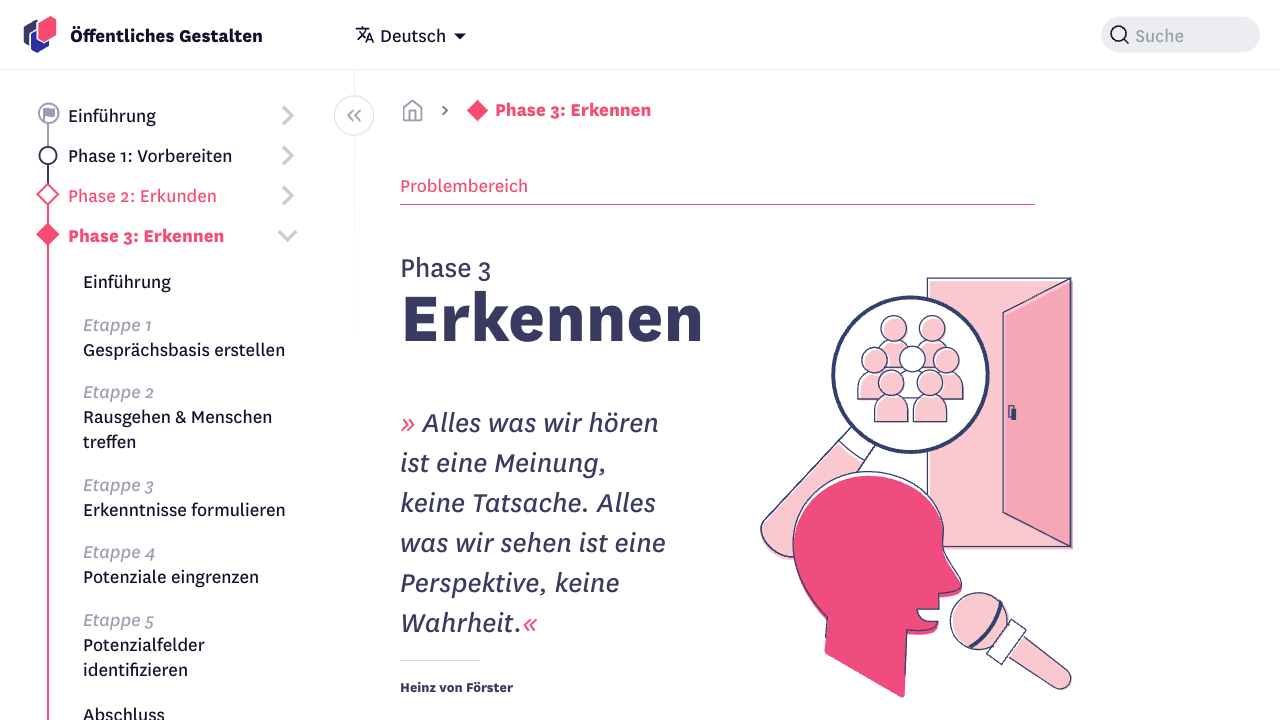 Öffentliches Gestalten
Deutsch
Suche
Einführung
Phase 1: Vorbereiten
Phase 2: Erkunden
Phase 3: Erkennen
Einführung
Etappe 1
Gesprächsbasis erstellen
Etappe 2
Rausgehen & Menschen
treffen
Etappe 3
Erkenntnisse formulieren
Etappe 4
Potenziale eingrenzen
Etappe 5
Potenzialfelder
identifizieren
Abschluss
Phase 3: Erkennen
Problembereich
Phase 3
Erkennen
» Alles was wir hören
ist eine Meinung,
keine Tatsache. Alles
was wir sehen ist eine
Perspektive, keine
Wahrheit.«
Heinz von Förster